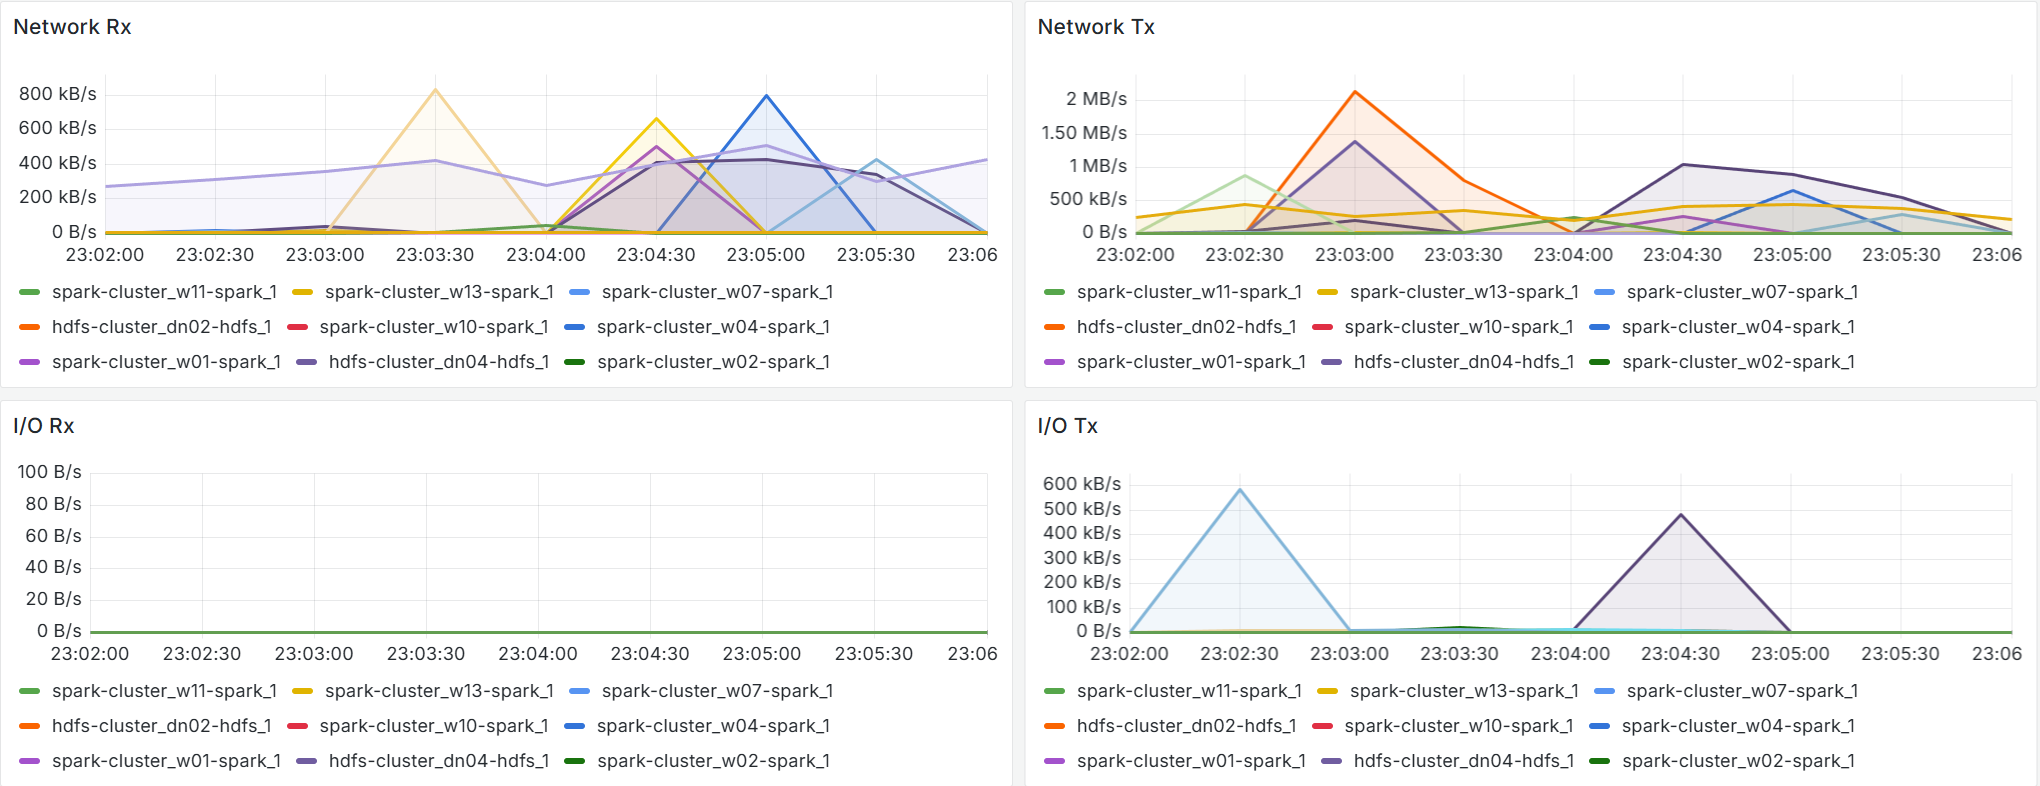 Network Rx
800 kB/s
600 kB/s
400 kB/s
200 kB/s
0 B/s
23:02:00 23:02:30 23:03:00 23:03:30 23:04:00 23:04:30 23:05:00 23:05:30 23:06
spark-cluster_w11-spark_1 spark-cluster_w13-spark_1 spark-cluster_w07-spark_1
hdfs-cluster_dn02-hdfs_1 spark-cluster_w10-spark_1 spark-cluster_w04-spark_1
spark-cluster_w01-spark_1 hdfs-cluster_dn04-hdfs_1 spark-cluster_w02-spark_1
Network Tx
2 MB/s
1.50 MB/s
1 MB/s
500 kB/s
0 B/s
23:02:00 23:02:30 23:03:00 23:03:30 23:04:00 23:04:30 23:05:00 23:05:30 23:06
spark-cluster_w11-spark_1 spark-cluster_w13-spark_1 spark-cluster_w07-spark_1
hdfs-cluster_dn02-hdfs_1 spark-cluster_w10-spark_1 spark-cluster_w04-spark_1
spark-cluster_w01-spark_1 hdfs-cluster_dn04-hdfs_1 spark-cluster_w02-spark_1
I/O Rx
100 B/s
80 B/s
60 B/s
40 B/s
20 B/s
0 B/s
23:02:00 23:02:30 23:03:00 23:03:30 23:04:00 23:04:30 23:05:00 23:05:30 23:06
spark-cluster_w11-spark_1 spark-cluster_w13-spark_1 spark-cluster_w07-spark_1
hdfs-cluster_dn02-hdfs_1 spark-cluster_w10-spark_1 spark-cluster_w04-spark_1
spark-cluster_w01-spark_1 hdfs-cluster_dn04-hdfs_1 spark-cluster_w02-spark_1
I/O Tx
600 kB/s
500 kB/s
400 kB/s
300 kB/s
200 kB/s
100 kB/s
0 B/s
23:02:00 23:02:30 23:03:00 23:03:30 23:04:00 23:04:30 23:05:00 23:05:30 23:06
spark-cluster_w11-spark_1 spark-cluster_w13-spark_1 spark-cluster_w07-spark_1
hdfs-cluster_dn02-hdfs_1 spark-cluster_w10-spark_1 spark-cluster_w04-spark_1
spark-cluster_w01-spark_1 hdfs-cluster_dn04-hdfs_1 spark-cluster_w02-spark_1